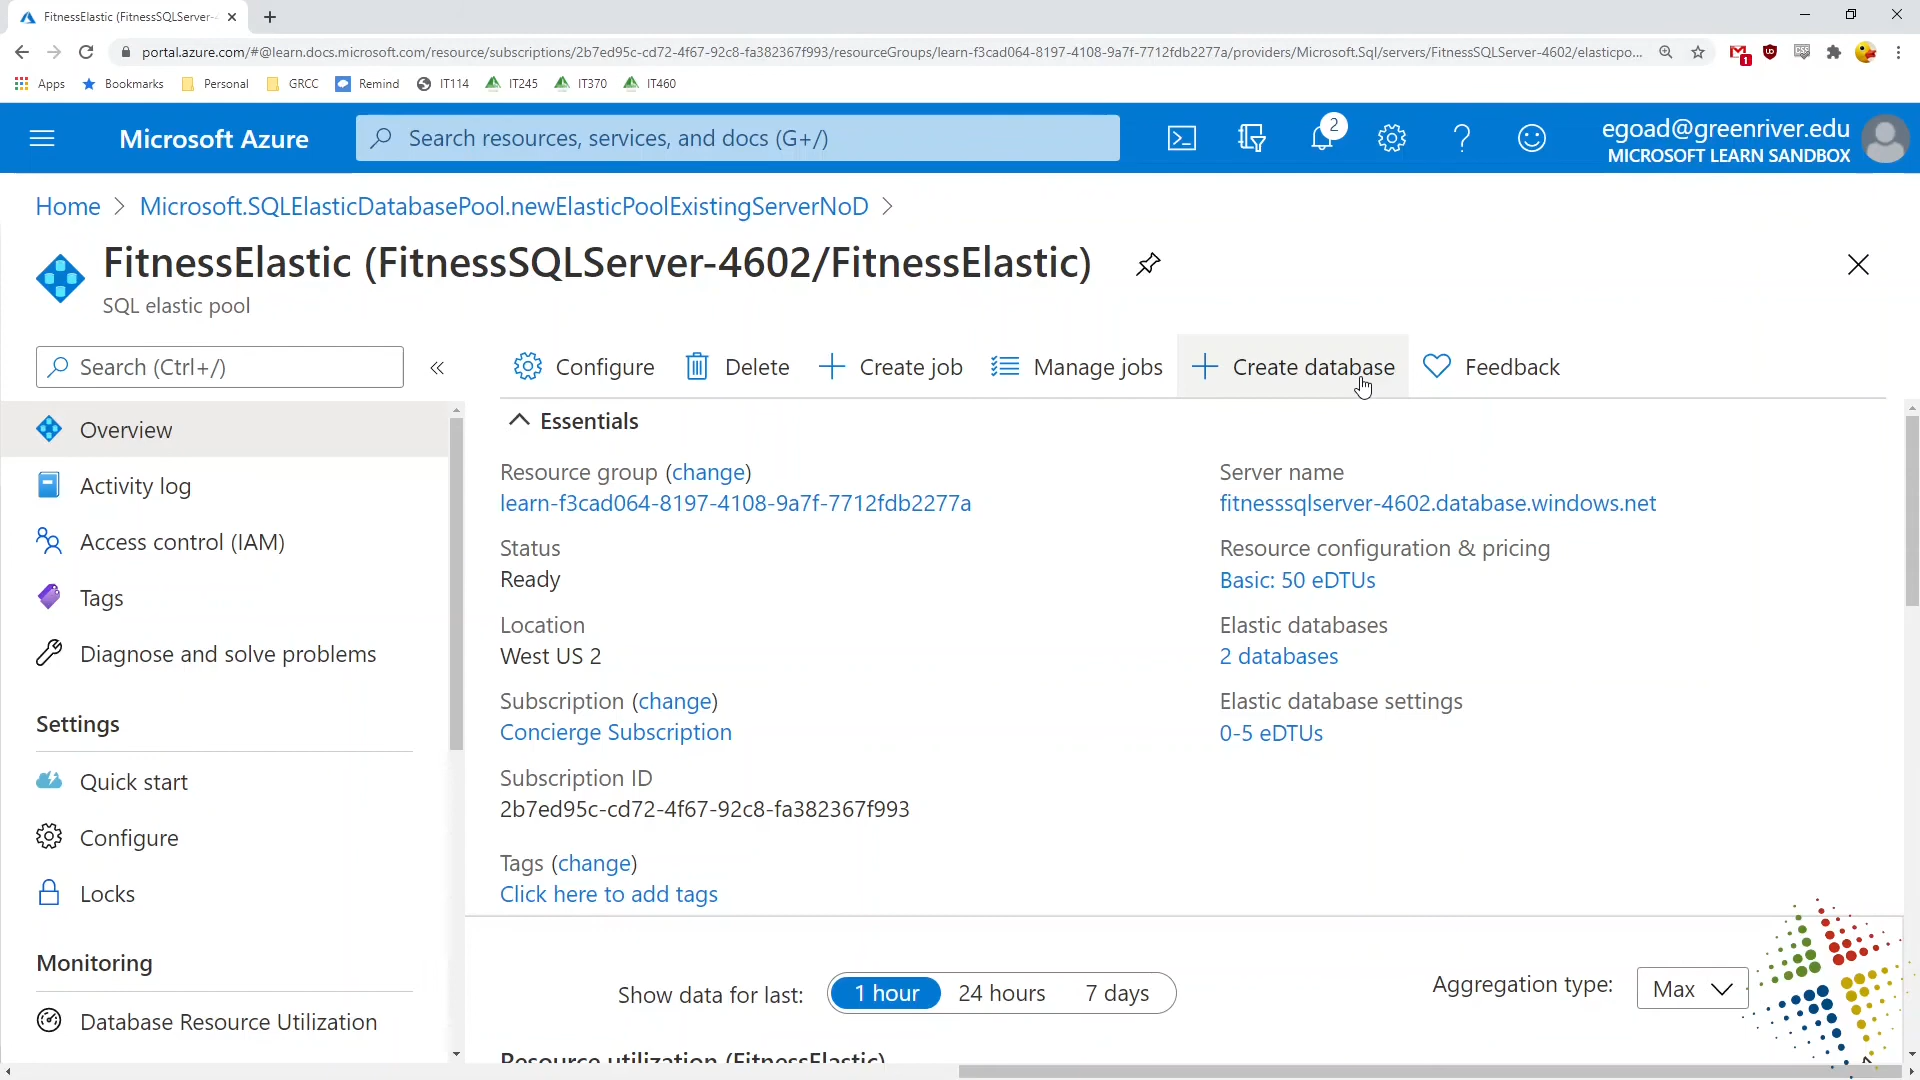 FitnessElastic (FitnessSQLServer-
portal.azure.com/#@learn.docs.microsoft.com/resource/subscriptions/2b7ed95c-cd72-4f67-92c8-fa382367f993/resourceGroups/learn-f3cad064-8197-4108-9a7f-7712fdb2277a/providers/Microsoft.Sql/servers/FitnessSQLServer-4602/elasticpo...
1
Apps Bookmarks Personal GRCC Remind IT114 IT245 IT370 IT460
Microsoft Azure
Search resources, services, and docs (G+/)
2
egoad@greenriver.edu
MICROSOFT LEARN SANDBOX
Home > Microsoft.SQLElasticDatabasePool.newElasticPoolExistingServerNoD >
FitnessElastic (FitnessSQLServer-4602/FitnessElastic)
SQL elastic pool
Search (Ctrl+/)
Configure Delete Create job Manage jobs Create database Feedback
Overview
Activity log
Access control (IAM)
Tags
Diagnose and solve problems
Settings
Quick start
Configure
Locks
Monitoring
Database Resource Utilization
Essentials
Resource group (change)
learn-f3cad064-8197-4108-9a7f-7712fdb2277a
Status
Ready
Location
West US 2
Subscription (change)
Concierge Subscription
Subscription ID
2b7ed95c-cd72-4f67-92c8-fa382367f993
Tags (change)
Click here to add tags
Server name
fitnesssqlserver-4602.database.windows.net
Resource configuration & pricing
Basic: 50 eDTUs
Elastic databases
2 databases
Elastic database settings
0-5 eDTUs
Show data for last: 1 hour 24 hours 7 days
Aggregation type: Max
Resource utilization (FitnessElastic)